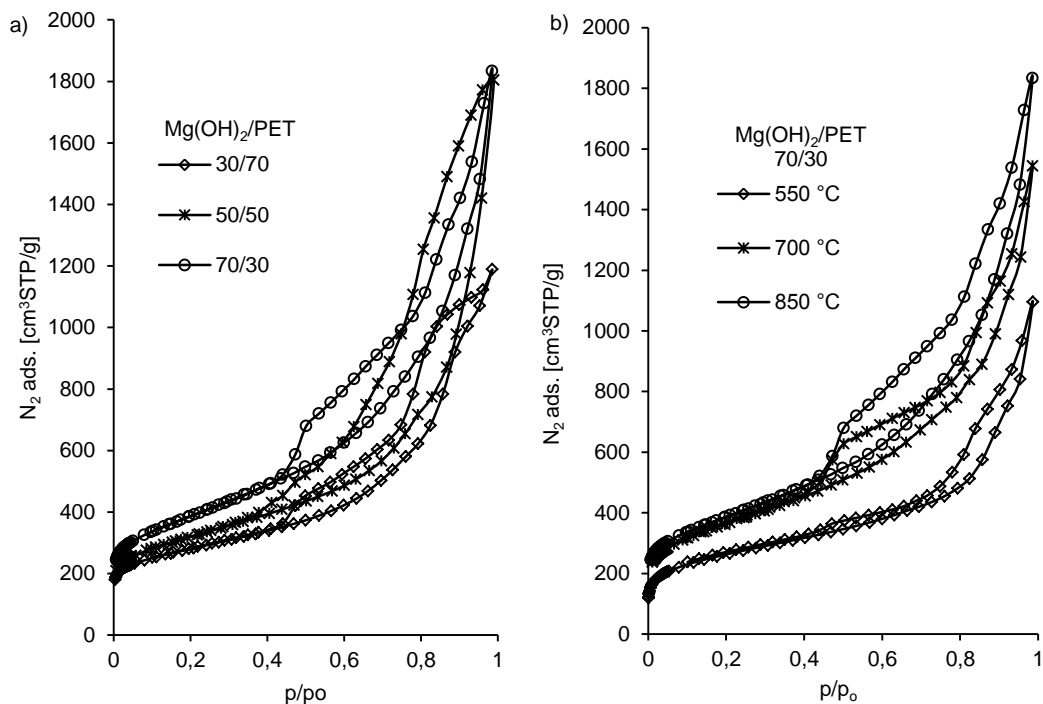 a)
2000
1800
1600
1400
1200
1000
800
600
400
200
0
N₂ ads. [cm³STP/g]
Mg(OH)₂/PET
30/70
50/50
70/30
0 0,2 0,4 0,6 0,8 1
p/po
b)
2000
1800
1600
1400
1200
1000
800
600
400
200
0
N₂ ads. [cm³STP/g]
Mg(OH)₂/PET
70/30
550 °C
700 °C
850 °C
0 0,2 0,4 0,6 0,8 1
p/pₒ